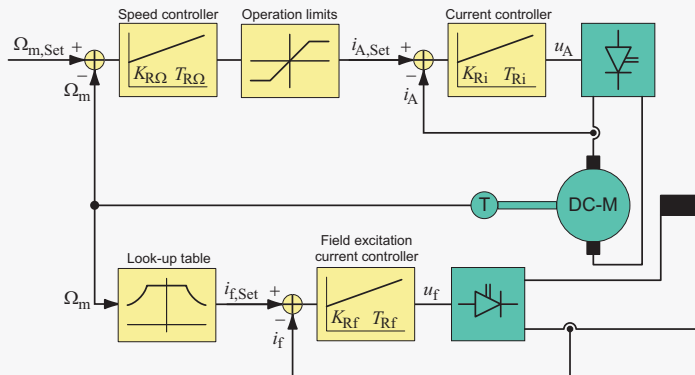 Speed controller
Operation limits
Current controller
Ω_m,Set
+
−
Ω_m
K_RΩ T_RΩ
i_A,Set
+
−
i_A
K_Ri T_Ri
u_A
T
DC-M
Look-up table
Field excitation
current controller
Ω_m
i_f,Set
+
−
i_f
K_Rf T_Rf
u_f